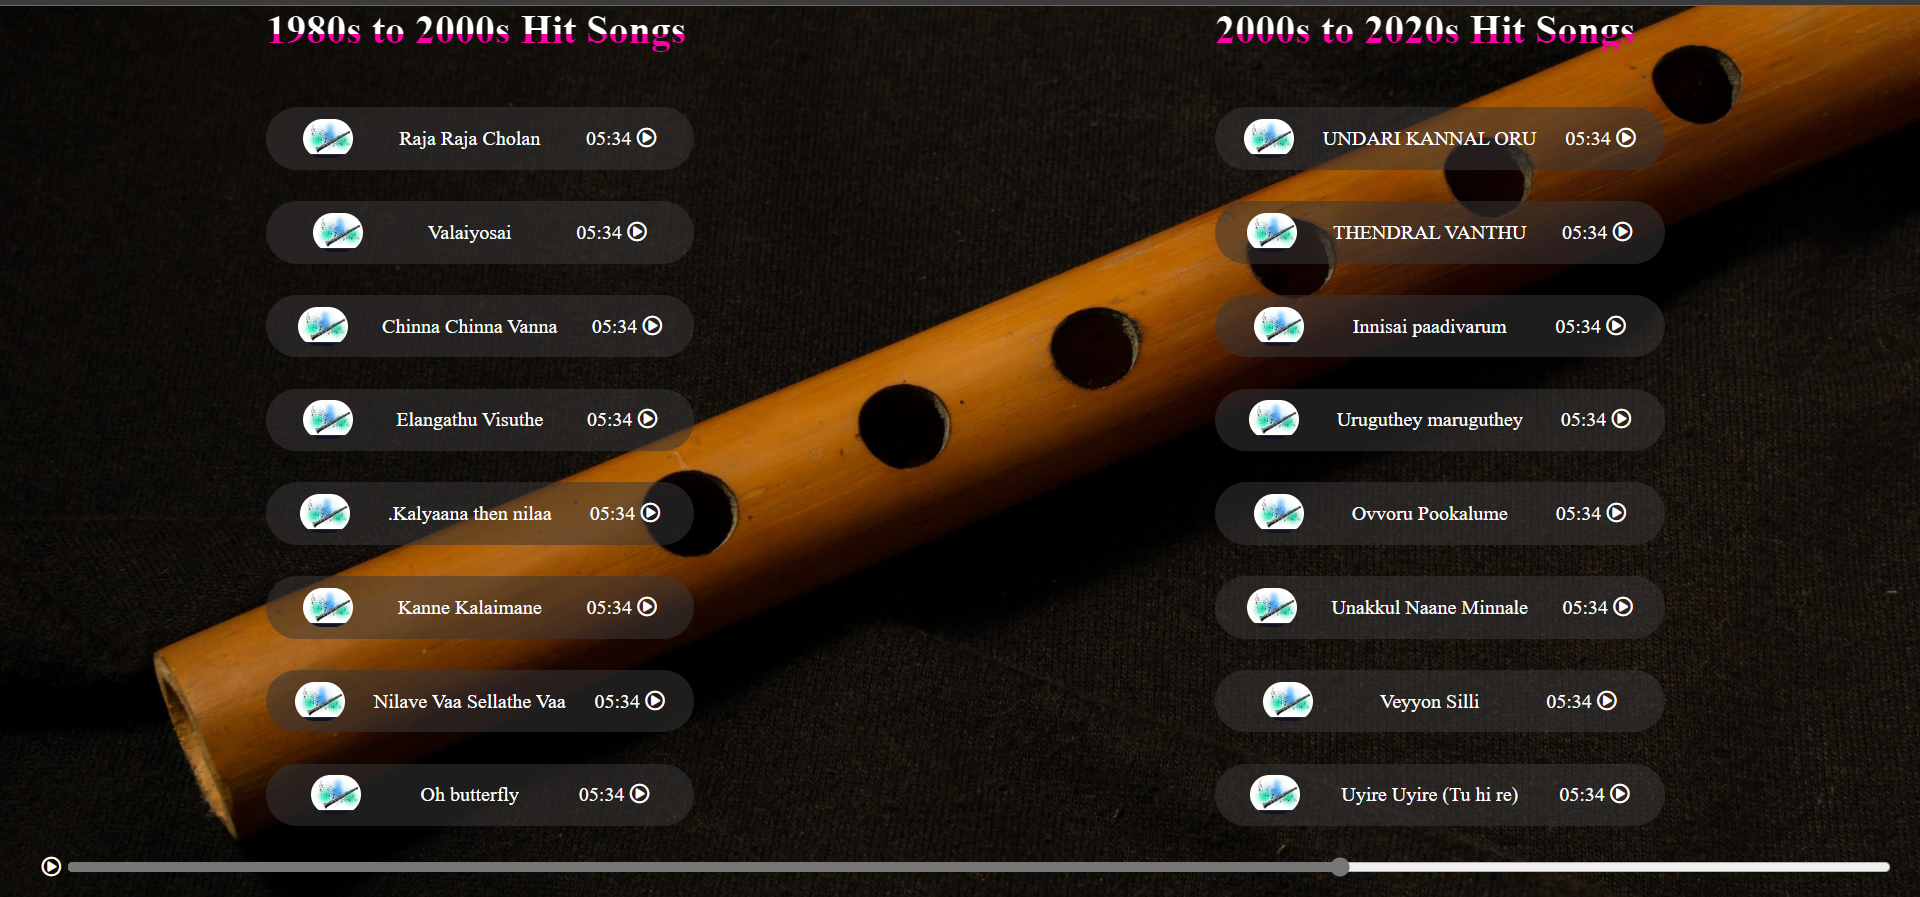 1980s to 2000s Hit Songs
Raja Raja Cholan 05:34
Valaiyosai 05:34
Chinna Chinna Vanna 05:34
Elangathu Visuthe 05:34
.Kalyaana then nilaa 05:34
Kanne Kalaimane 05:34
Nilave Vaa Sellathe Vaa 05:34
Oh butterfly 05:34
2000s to 2020s Hit Songs
UNDARI KANNAL ORU 05:34
THENDRAL VANTHU 05:34
Innisai paadivarum 05:34
Uruguthey maruguthey 05:34
Ovvoru Pookalume 05:34
Unakkul Naane Minnale 05:34
Veyyon Silli 05:34
Uyire Uyire (Tu hi re) 05:34